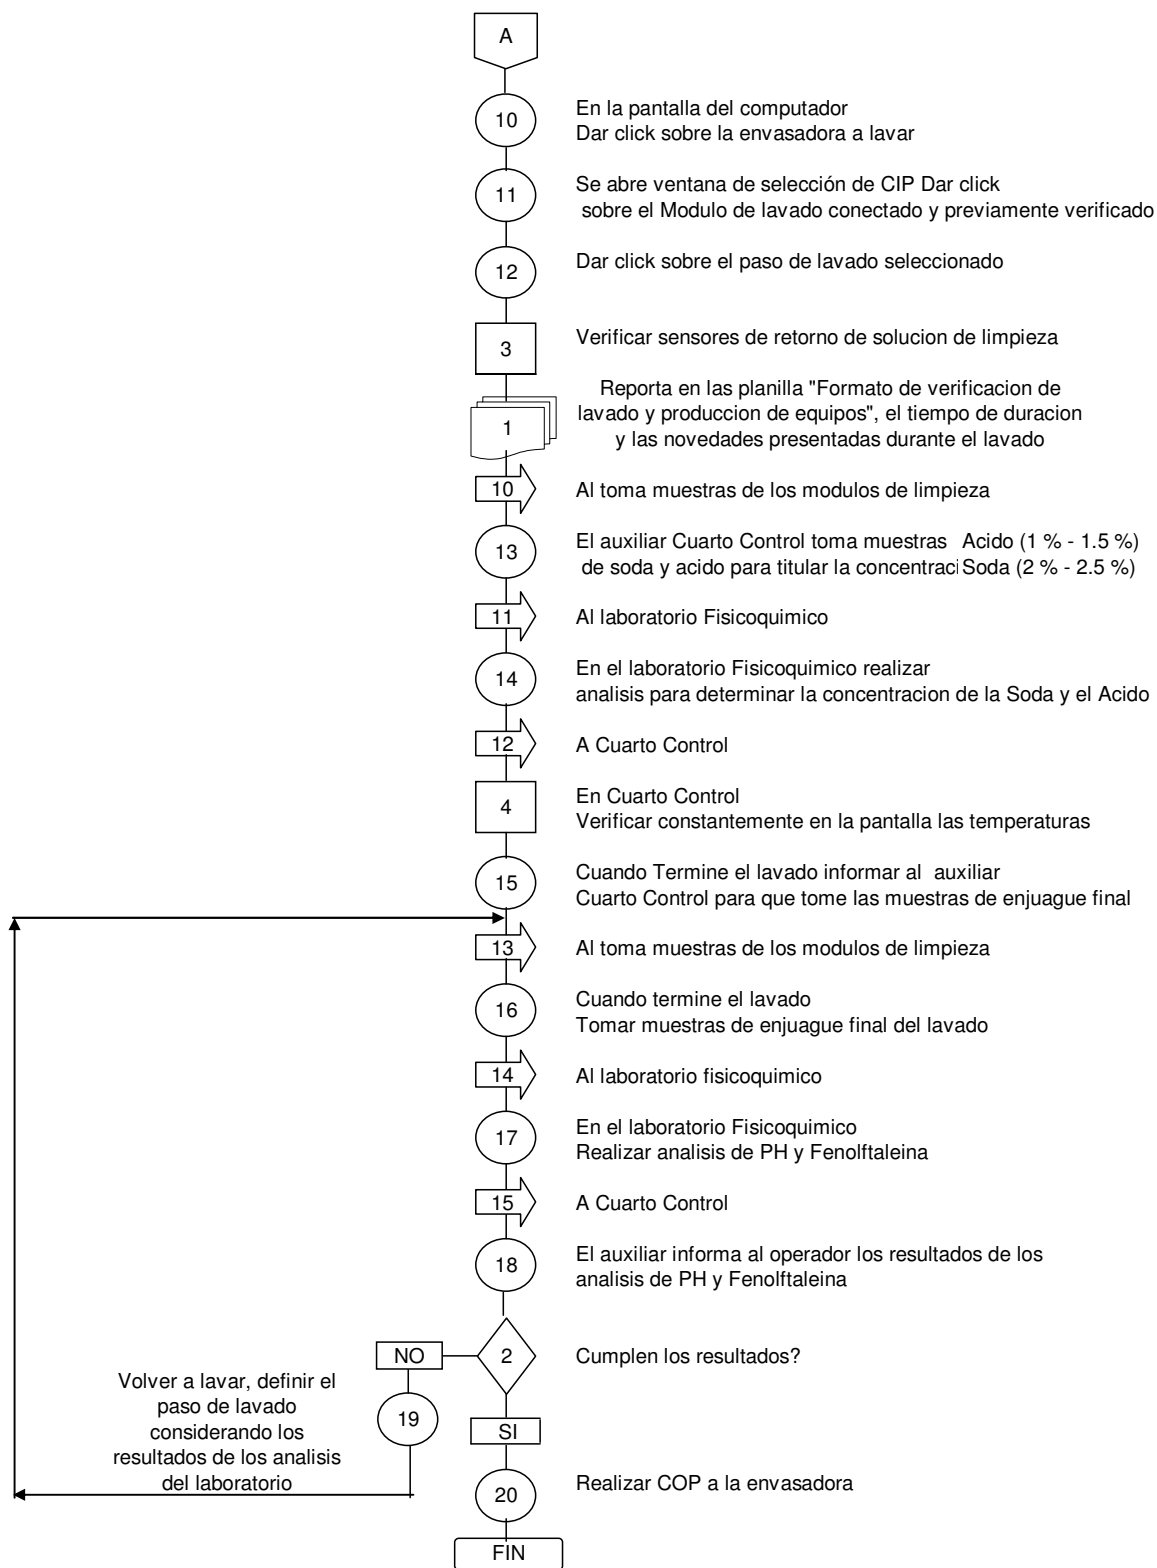 A
10
En la pantalla del computador
Dar click sobre la envasadora a lavar
11
Se abre ventana de selección de CIP Dar click
sobre el Modulo de lavado conectado y previamente verificado
12
Dar click sobre el paso de lavado seleccionado
3
Verificar sensores de retorno de solucion de limpieza
1
Reporta en las planilla "Formato de verificacion de
lavado y produccion de equipos", el tiempo de duracion
y las novedades presentadas durante el lavado
10
Al toma muestras de los modulos de limpieza
13
El auxiliar Cuarto Control toma muestras Acido (1 % - 1.5 %)
de soda y acido para titular la concentraci Soda (2 % - 2.5 %)
11
Al laboratorio Fisicoquimico
14
En el laboratorio Fisicoquimico realizar
analisis para determinar la concentracion de la Soda y el Acido
12
A Cuarto Control
4
En Cuarto Control
Verificar constantemente en la pantalla las temperaturas
15
Cuando Termine el lavado informar al auxiliar
Cuarto Control para que tome las muestras de enjuague final
13
Al toma muestras de los modulos de limpieza
16
Cuando termine el lavado
Tomar muestras de enjuague final del lavado
14
Al laboratorio fisicoquimico
17
En el laboratorio Fisicoquimico
Realizar analisis de PH y Fenolftaleina
15
A Cuarto Control
18
El auxiliar informa al operador los resultados de los
analisis de PH y Fenolftaleina
NO
2
Cumplen los resultados?
Volver a lavar, definir el
paso de lavado
considerando los
resultados de los analisis
del laboratorio
19
SI
20
Realizar COP a la envasadora
FIN